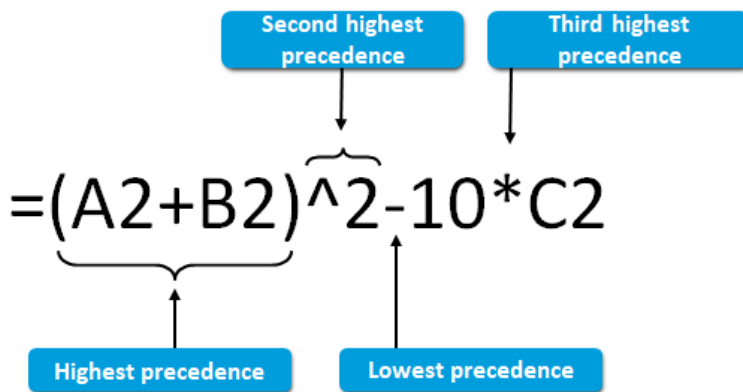 Second highest
precedence
Third highest
precedence
=(A2+B2)^2-10*C2
Highest precedence
Lowest precedence